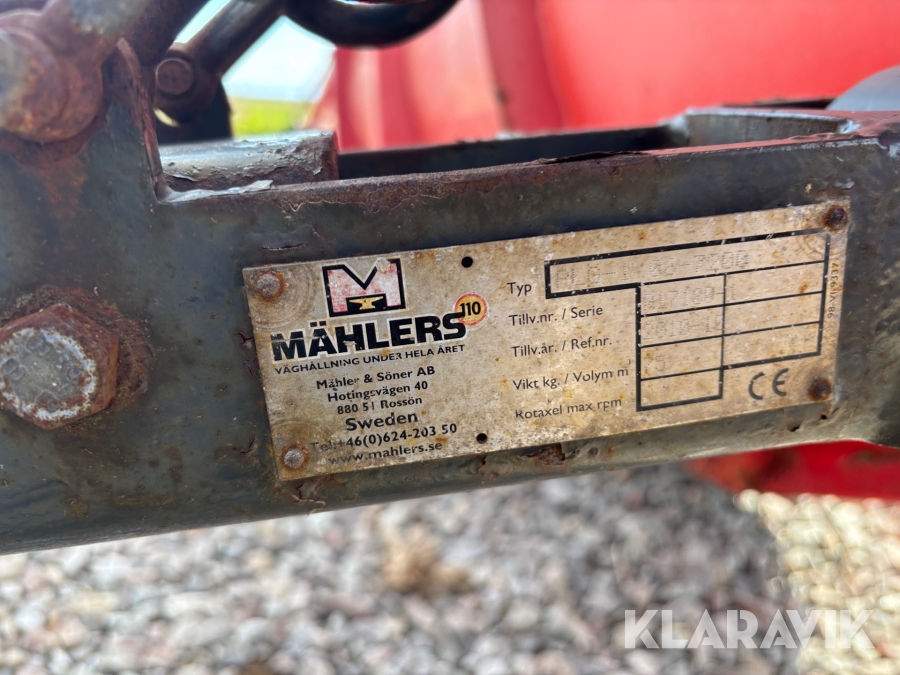 M
MÄHLERS 110
VÄGHÅLLNING UNDER HELA ÅRET
Mähler & Söner AB
Hotingsvägen 40
880 51 Rossön
Sweden
Tel:+46(0)624-203 50
www.mahlers.se
Typ
Tillv.nr. / Serie
Tillv.år. / Ref.nr.
Vikt kg. / Volym m
Rotaxel max rpm
CE
KLARAVIK